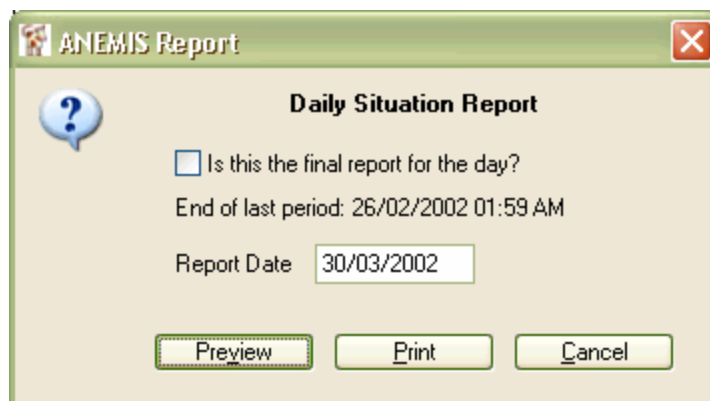 ANEMIS Report
Daily Situation Report
Is this the final report for the day?
End of last period: 26/02/2002 01:59 AM
Report Date 30/03/2002
Preview Print Cancel